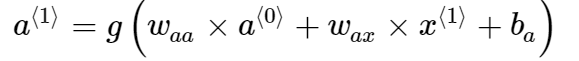 a⟨1⟩ = g(w_aa × a⟨0⟩ + w_ax × x⟨1⟩ + b_a)